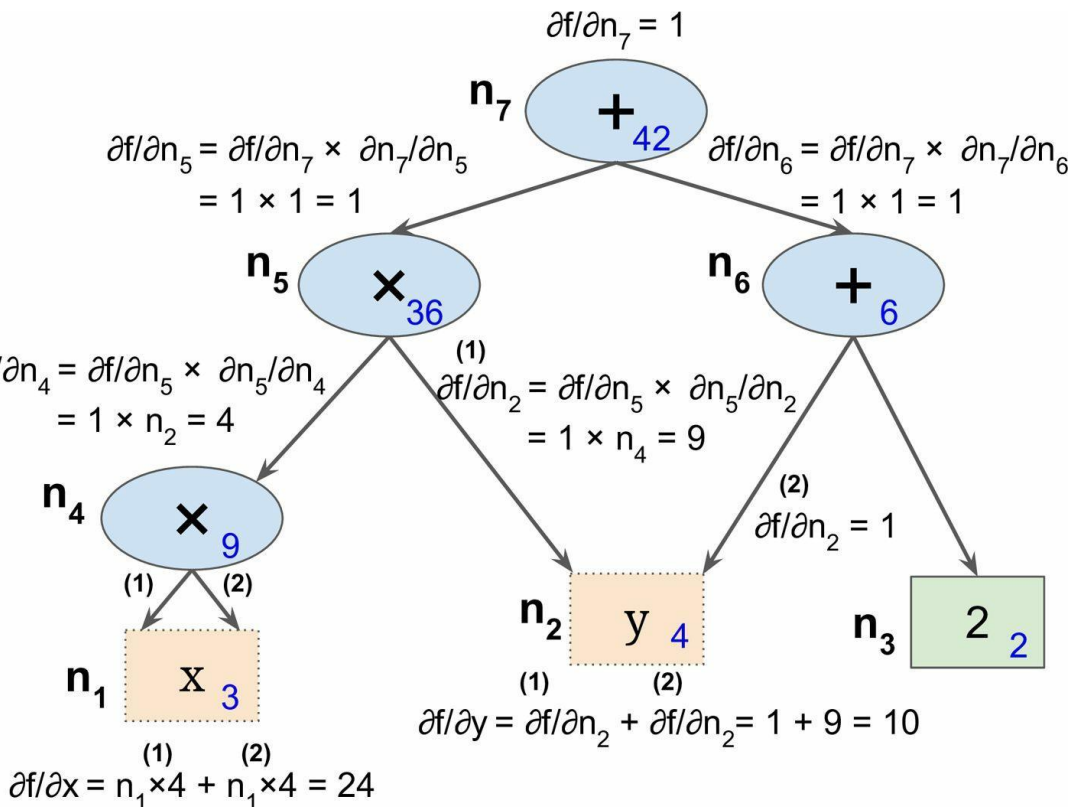 ∂f/∂n₇ = 1
n₇
+
42
∂f/∂n₅ = ∂f/∂n₇ × ∂n₇/∂n₅
= 1 × 1 = 1
∂f/∂n₆ = ∂f/∂n₇ × ∂n₇/∂n₆
= 1 × 1 = 1
n₅
×
36
n₆
+
6
/∂n₄ = ∂f/∂n₅ × ∂n₅/∂n₄
= 1 × n₂ = 4
(1)
∂f/∂n₂ = ∂f/∂n₅ × ∂n₅/∂n₂
= 1 × n₄ = 9
n₄
×
9
(1) (2)
(2)
∂f/∂n₂ = 1
n₁
x 3
n₂
y 4
n₃
2 2
(1) (2)
∂f/∂y = ∂f/∂n₂ + ∂f/∂n₂= 1 + 9 = 10
(1) (2)
∂f/∂x = n₁×4 + n₁×4 = 24